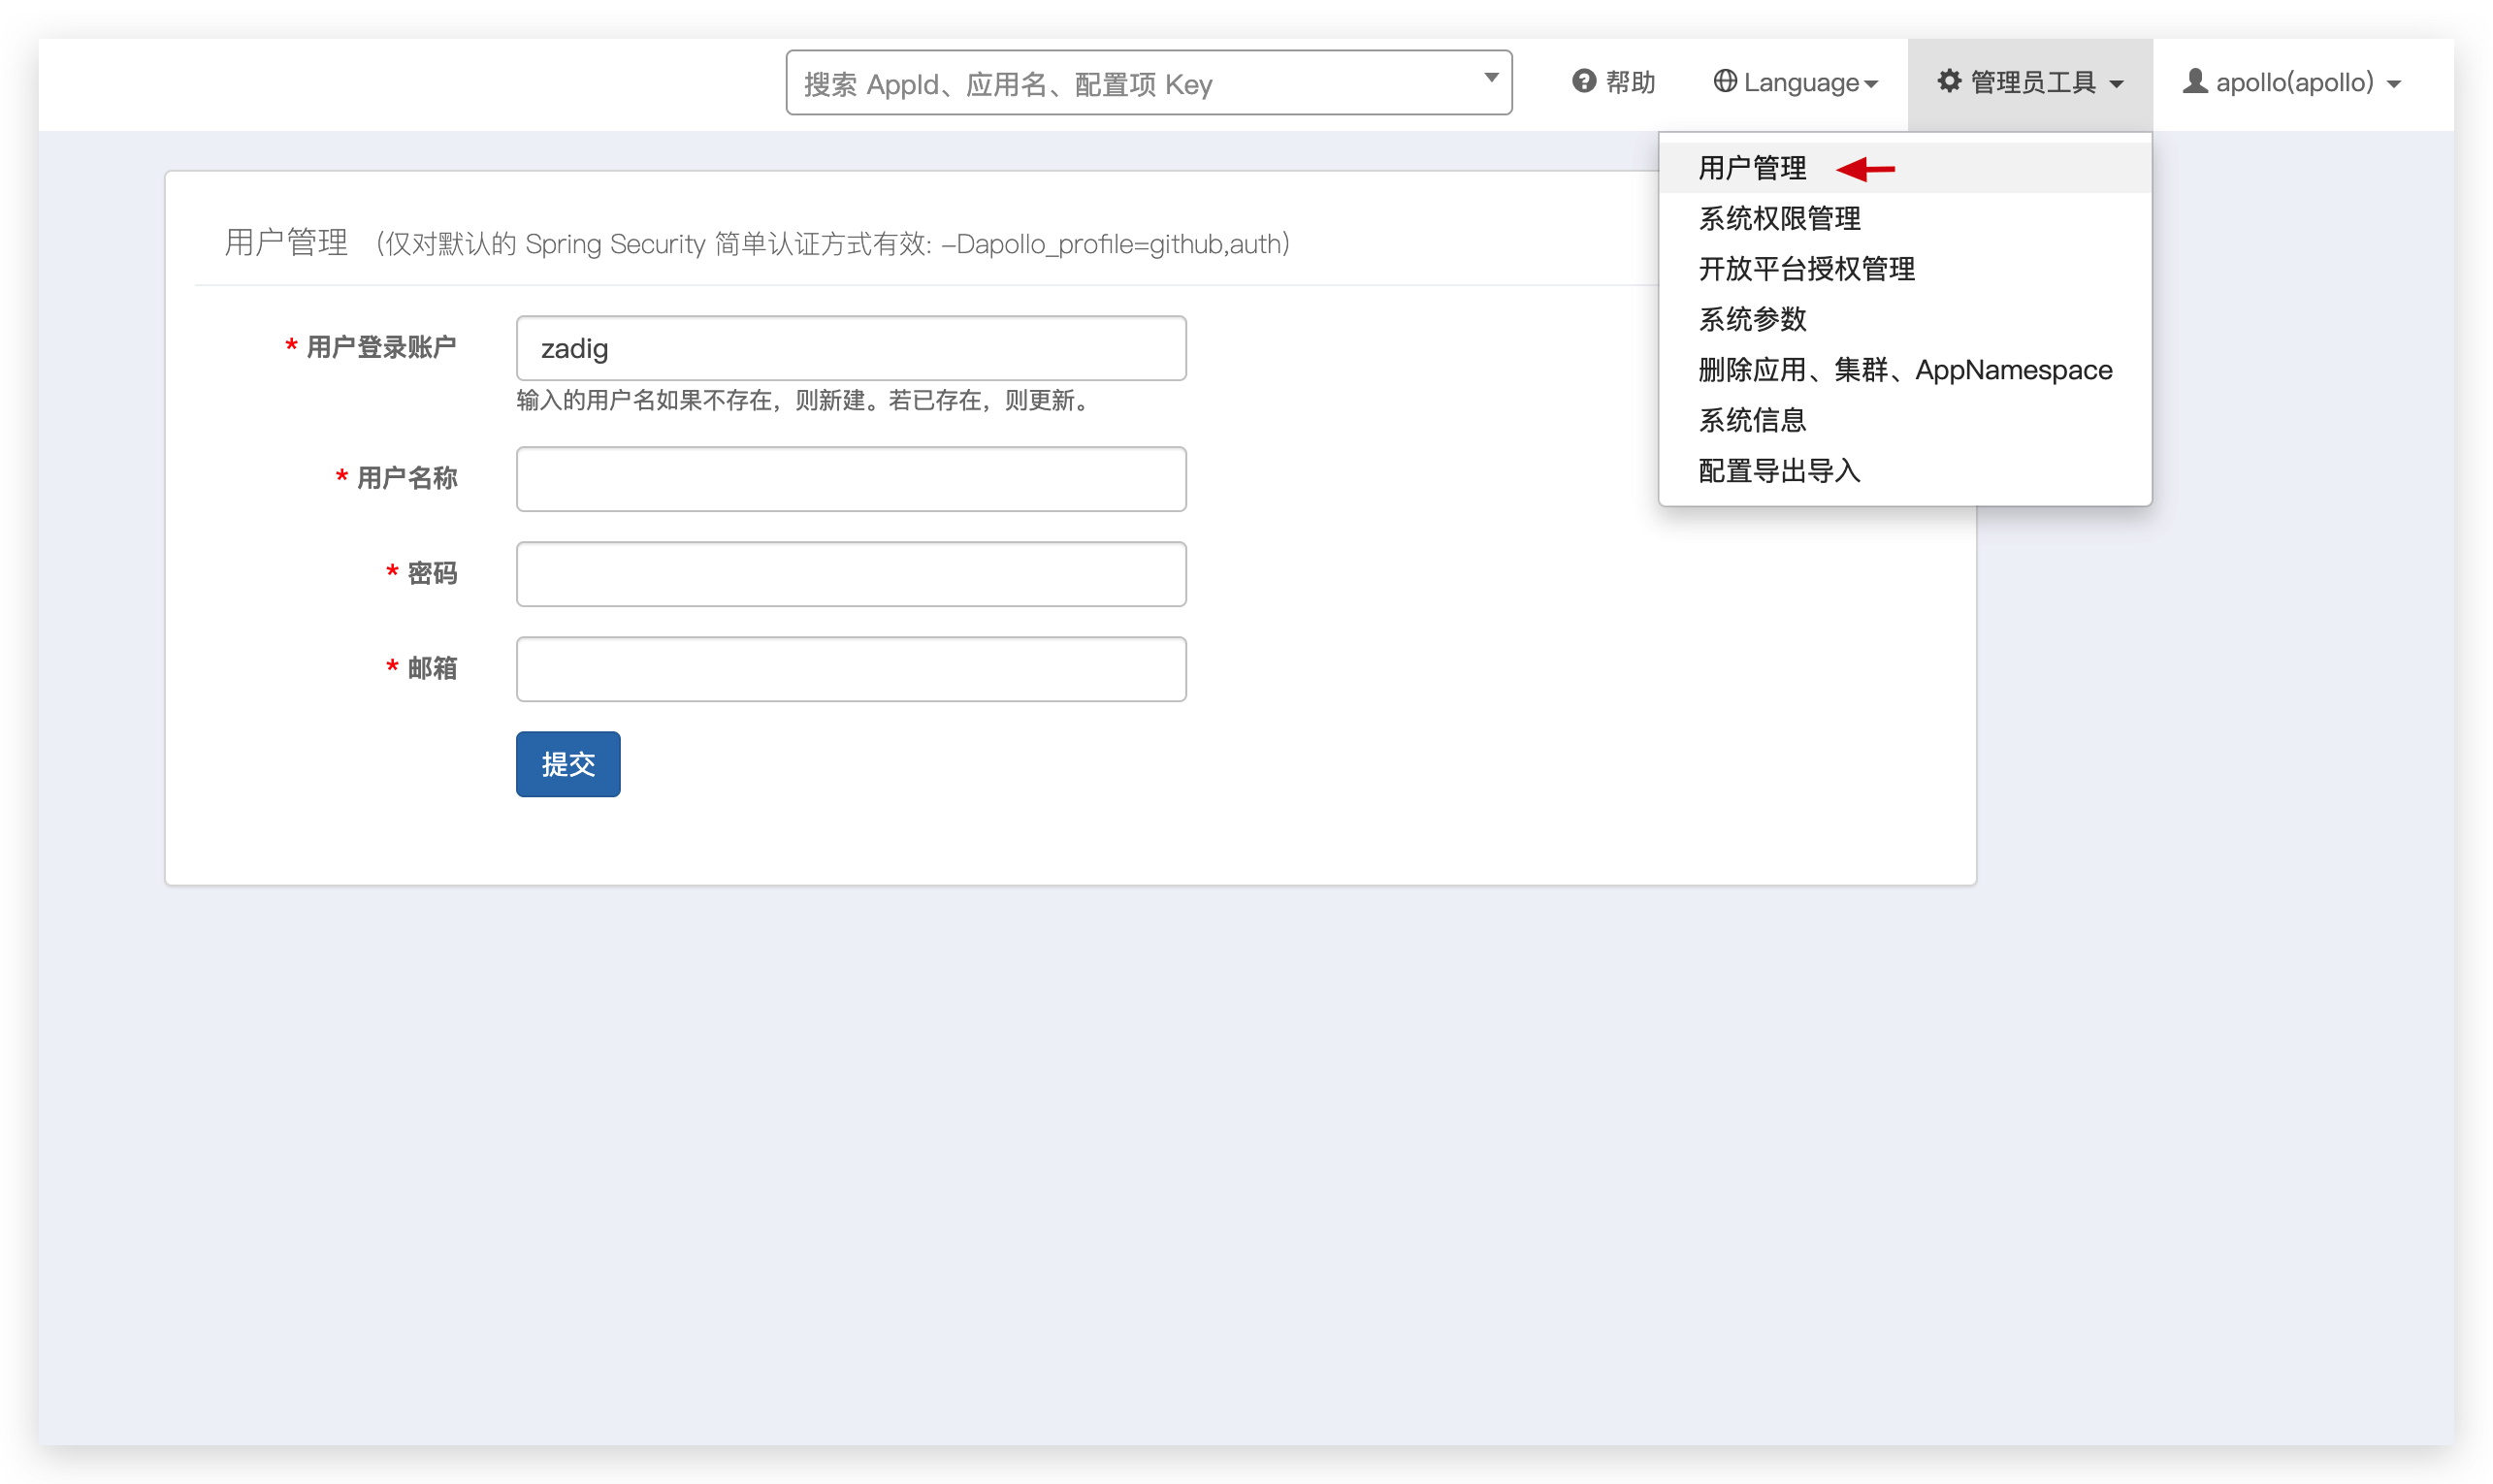 搜索 AppId、应用名、配置项 Key
帮助
Language
管理员工具
apollo(apollo)
用户管理
系统权限管理
开放平台授权管理
系统参数
删除应用、集群、AppNamespace
系统信息
配置导出导入
用户管理 (仅对默认的 Spring Security 简单认证方式有效: -Dapollo_profile=github,auth)
* 用户登录账户
zadig
输入的用户名如果不存在，则新建。若已存在，则更新。
* 用户名称
* 密码
* 邮箱
提交